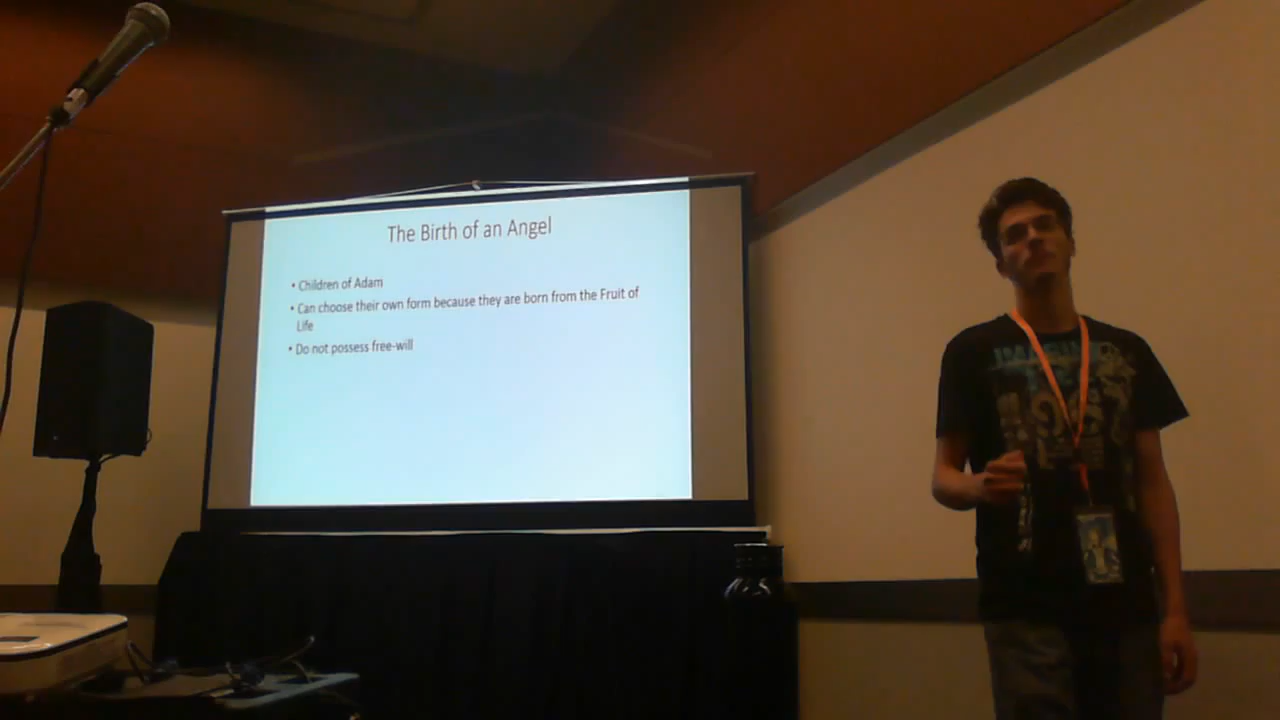 The Birth of an Angel
• Children of Adam
• Can choose their own form because they are born from the Fruit of
Life
• Do not possess free-will
IMAGINE